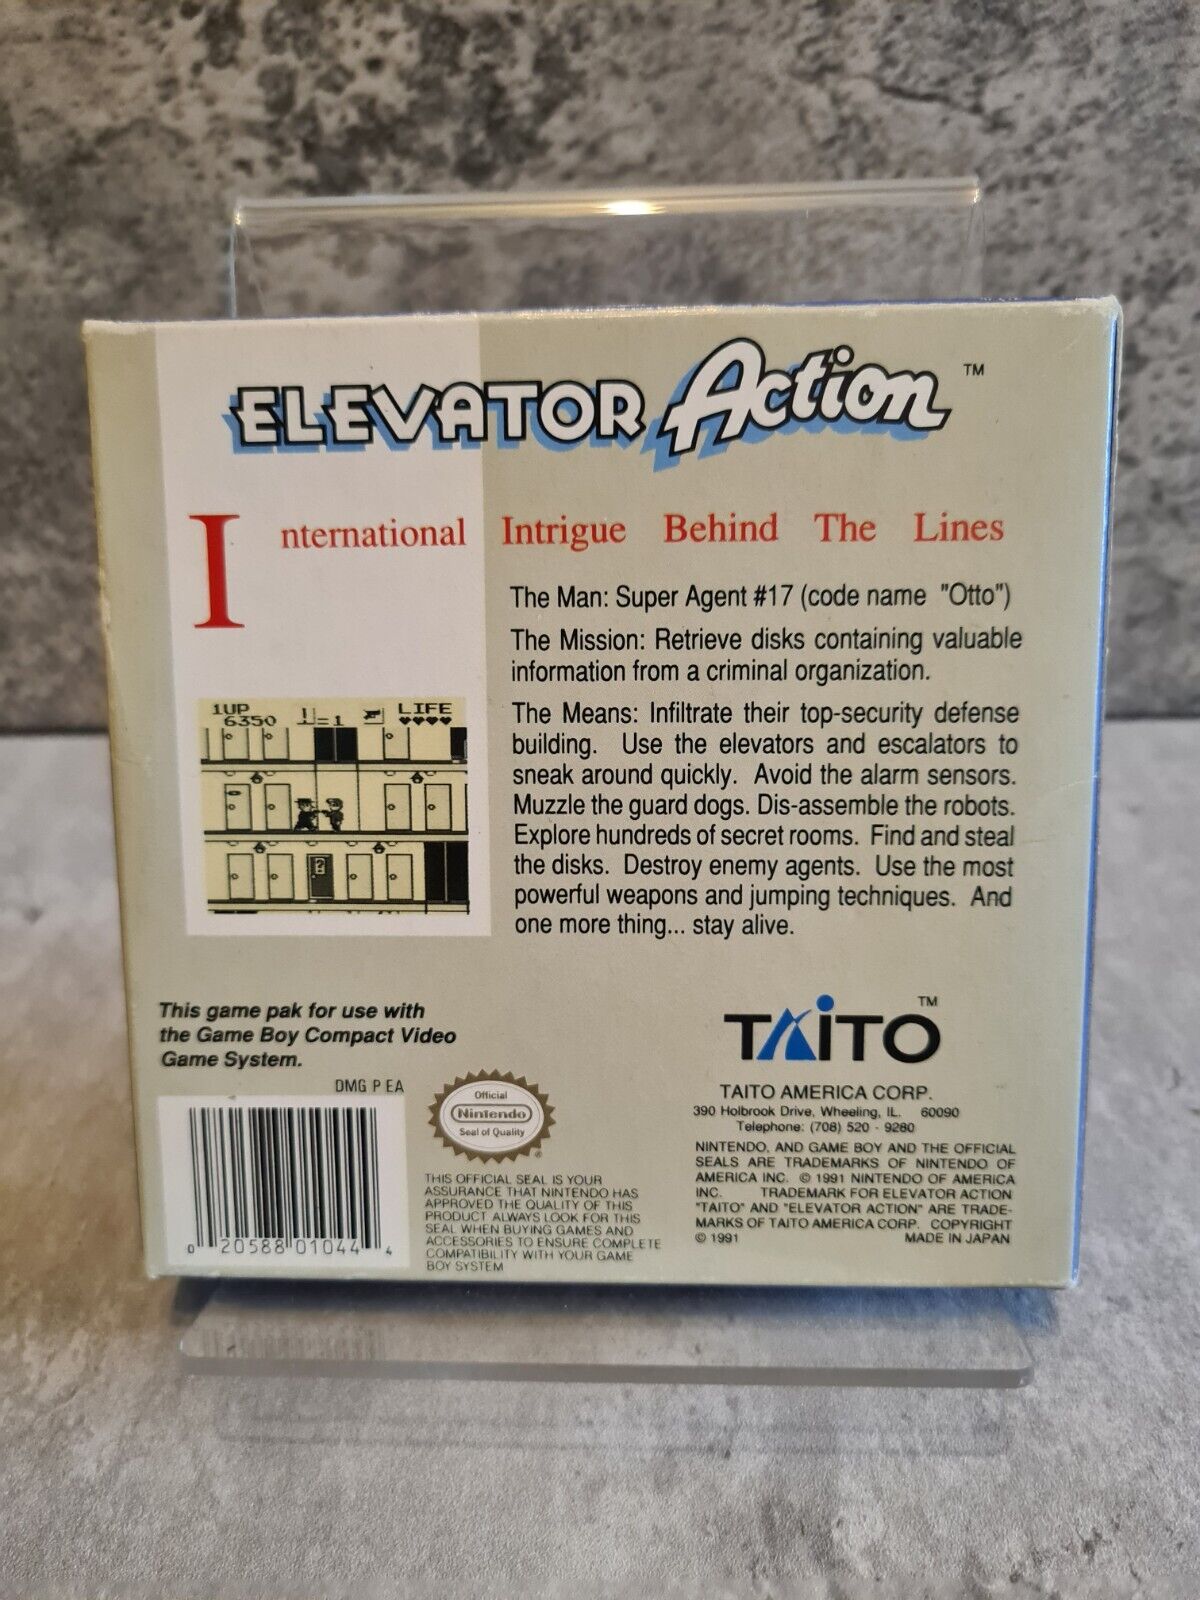 ELEVATOR Action ™
International Intrigue Behind The Lines
The Man: Super Agent #17 (code name "Otto")
The Mission: Retrieve disks containing valuable
information from a criminal organization.
The Means: Infiltrate their top-security defense
building. Use the elevators and escalators to
sneak around quickly. Avoid the alarm sensors.
Muzzle the guard dogs. Dis-assemble the robots.
Explore hundreds of secret rooms. Find and steal
the disks. Destroy enemy agents. Use the most
powerful weapons and jumping techniques. And
one more thing... stay alive.
1UP
6350
=1
LIFE
?
This game pak for use with
the Game Boy Compact Video
Game System.
DMG P EA
0 20588 01044 4
Official
Nintendo
Seal of Quality
®
THIS OFFICIAL SEAL IS YOUR
ASSURANCE THAT NINTENDO HAS
APPROVED THE QUALITY OF THIS
PRODUCT ALWAYS LOOK FOR THIS
SEAL WHEN BUYING GAMES AND
ACCESSORIES TO ENSURE COMPLETE
COMPATIBILITY WITH YOUR GAME
BOY SYSTEM
TAITO ™
TAITO AMERICA CORP.
390 Holbrook Drive, Wheeling, IL. 60090
Telephone: (708) 520 - 9280
NINTENDO, AND GAME BOY AND THE OFFICIAL
SEALS ARE TRADEMARKS OF NINTENDO OF
AMERICA INC. © 1991 NINTENDO OF AMERICA
INC. TRADEMARK FOR ELEVATOR ACTION
"TAITO" AND "ELEVATOR ACTION" ARE TRADE-
MARKS OF TAITO AMERICA CORP. COPYRIGHT
© 1991 MADE IN JAPAN